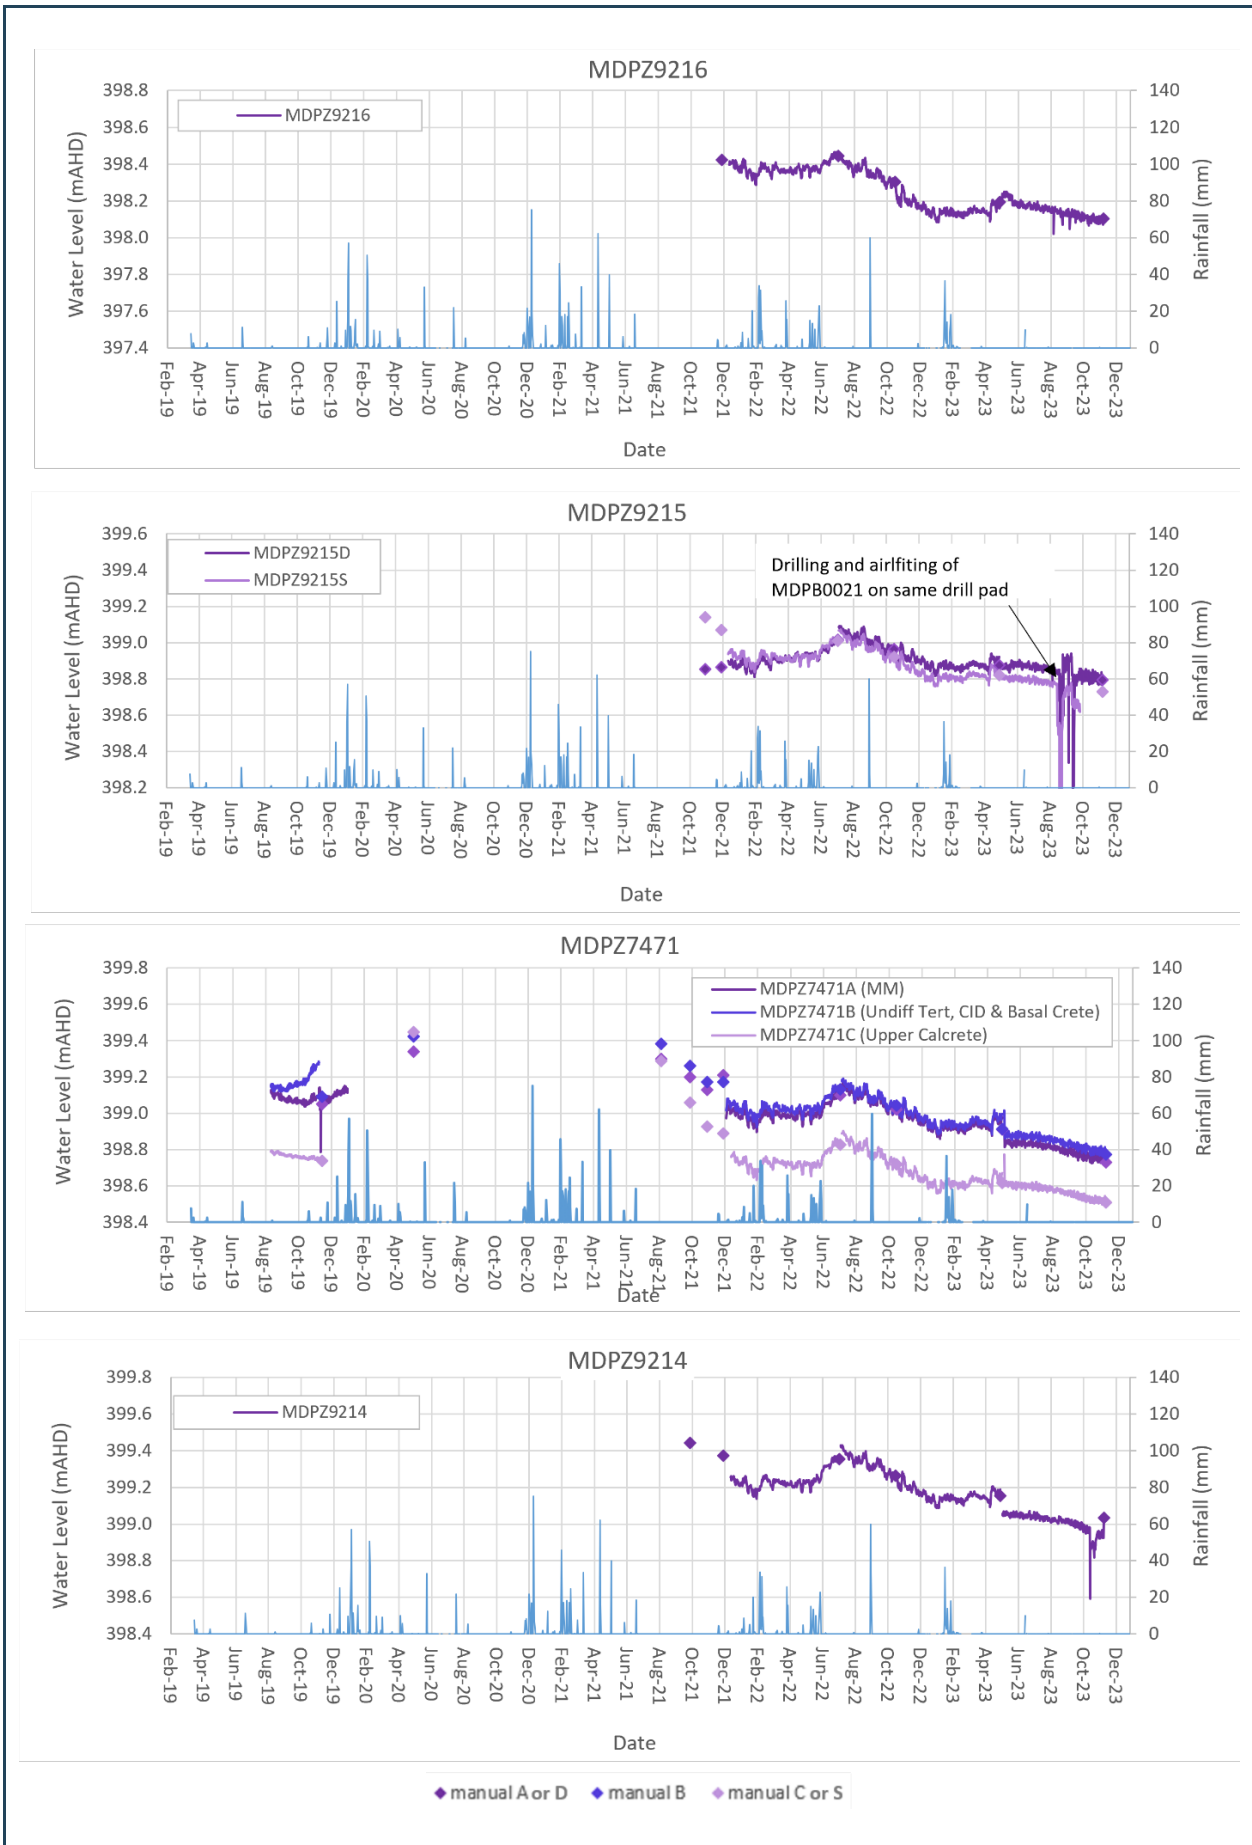 MDPZ9216
398.8
398.6
398.4
398.2
398.0
397.8
397.6
397.4
Water Level (mAHD)
MDPZ9216
140
120
100
80
60
40
20
0
Rainfall (mm)
Feb-19 Apr-19 Jun-19 Aug-19 Oct-19 Dec-19 Feb-20 Apr-20 Jun-20 Aug-20 Oct-20 Dec-20 Feb-21 Apr-21 Jun-21 Aug-21 Oct-21 Dec-21 Feb-22 Apr-22 Jun-22 Aug-22 Oct-22 Dec-22 Feb-23 Apr-23 Jun-23 Aug-23 Oct-23 Dec-23
Date
MDPZ9215
399.6
399.4
399.2
399.0
398.8
398.6
398.4
398.2
Water Level (mAHD)
MDPZ9215D
MDPZ9215S
Drilling and airlfiting of
MDPB0021 on same drill pad
140
120
100
80
60
40
20
0
Rainfall (mm)
Feb-19 Apr-19 Jun-19 Aug-19 Oct-19 Dec-19 Feb-20 Apr-20 Jun-20 Aug-20 Oct-20 Dec-20 Feb-21 Apr-21 Jun-21 Aug-21 Oct-21 Dec-21 Feb-22 Apr-22 Jun-22 Aug-22 Oct-22 Dec-22 Feb-23 Apr-23 Jun-23 Aug-23 Oct-23 Dec-23
Date
MDPZ7471
399.8
399.6
399.4
399.2
399.0
398.8
398.6
398.4
Water Level (mAHD)
MDPZ7471A (MM)
MDPZ7471B (Undiff Tert, CID & Basal Crete)
MDPZ7471C (Upper Calcrete)
140
120
100
80
60
40
20
0
Rainfall (mm)
Feb-19 Apr-19 Jun-19 Aug-19 Oct-19 Dec-19 Feb-20 Apr-20 Jun-20 Aug-20 Oct-20 Dec-20 Feb-21 Apr-21 Jun-21 Aug-21 Oct-21 Dec-21 Feb-22 Apr-22 Jun-22 Aug-22 Oct-22 Dec-22 Feb-23 Apr-23 Jun-23 Aug-23 Oct-23 Dec-23
Date
MDPZ9214
399.8
399.6
399.4
399.2
399.0
398.8
398.6
398.4
Water Level (mAHD)
MDPZ9214
140
120
100
80
60
40
20
0
Rainfall (mm)
Feb-19 Apr-19 Jun-19 Aug-19 Oct-19 Dec-19 Feb-20 Apr-20 Jun-20 Aug-20 Oct-20 Dec-20 Feb-21 Apr-21 Jun-21 Aug-21 Oct-21 Dec-21 Feb-22 Apr-22 Jun-22 Aug-22 Oct-22 Dec-22 Feb-23 Apr-23 Jun-23 Aug-23 Oct-23 Dec-23
Date
manual A or D manual B manual C or S